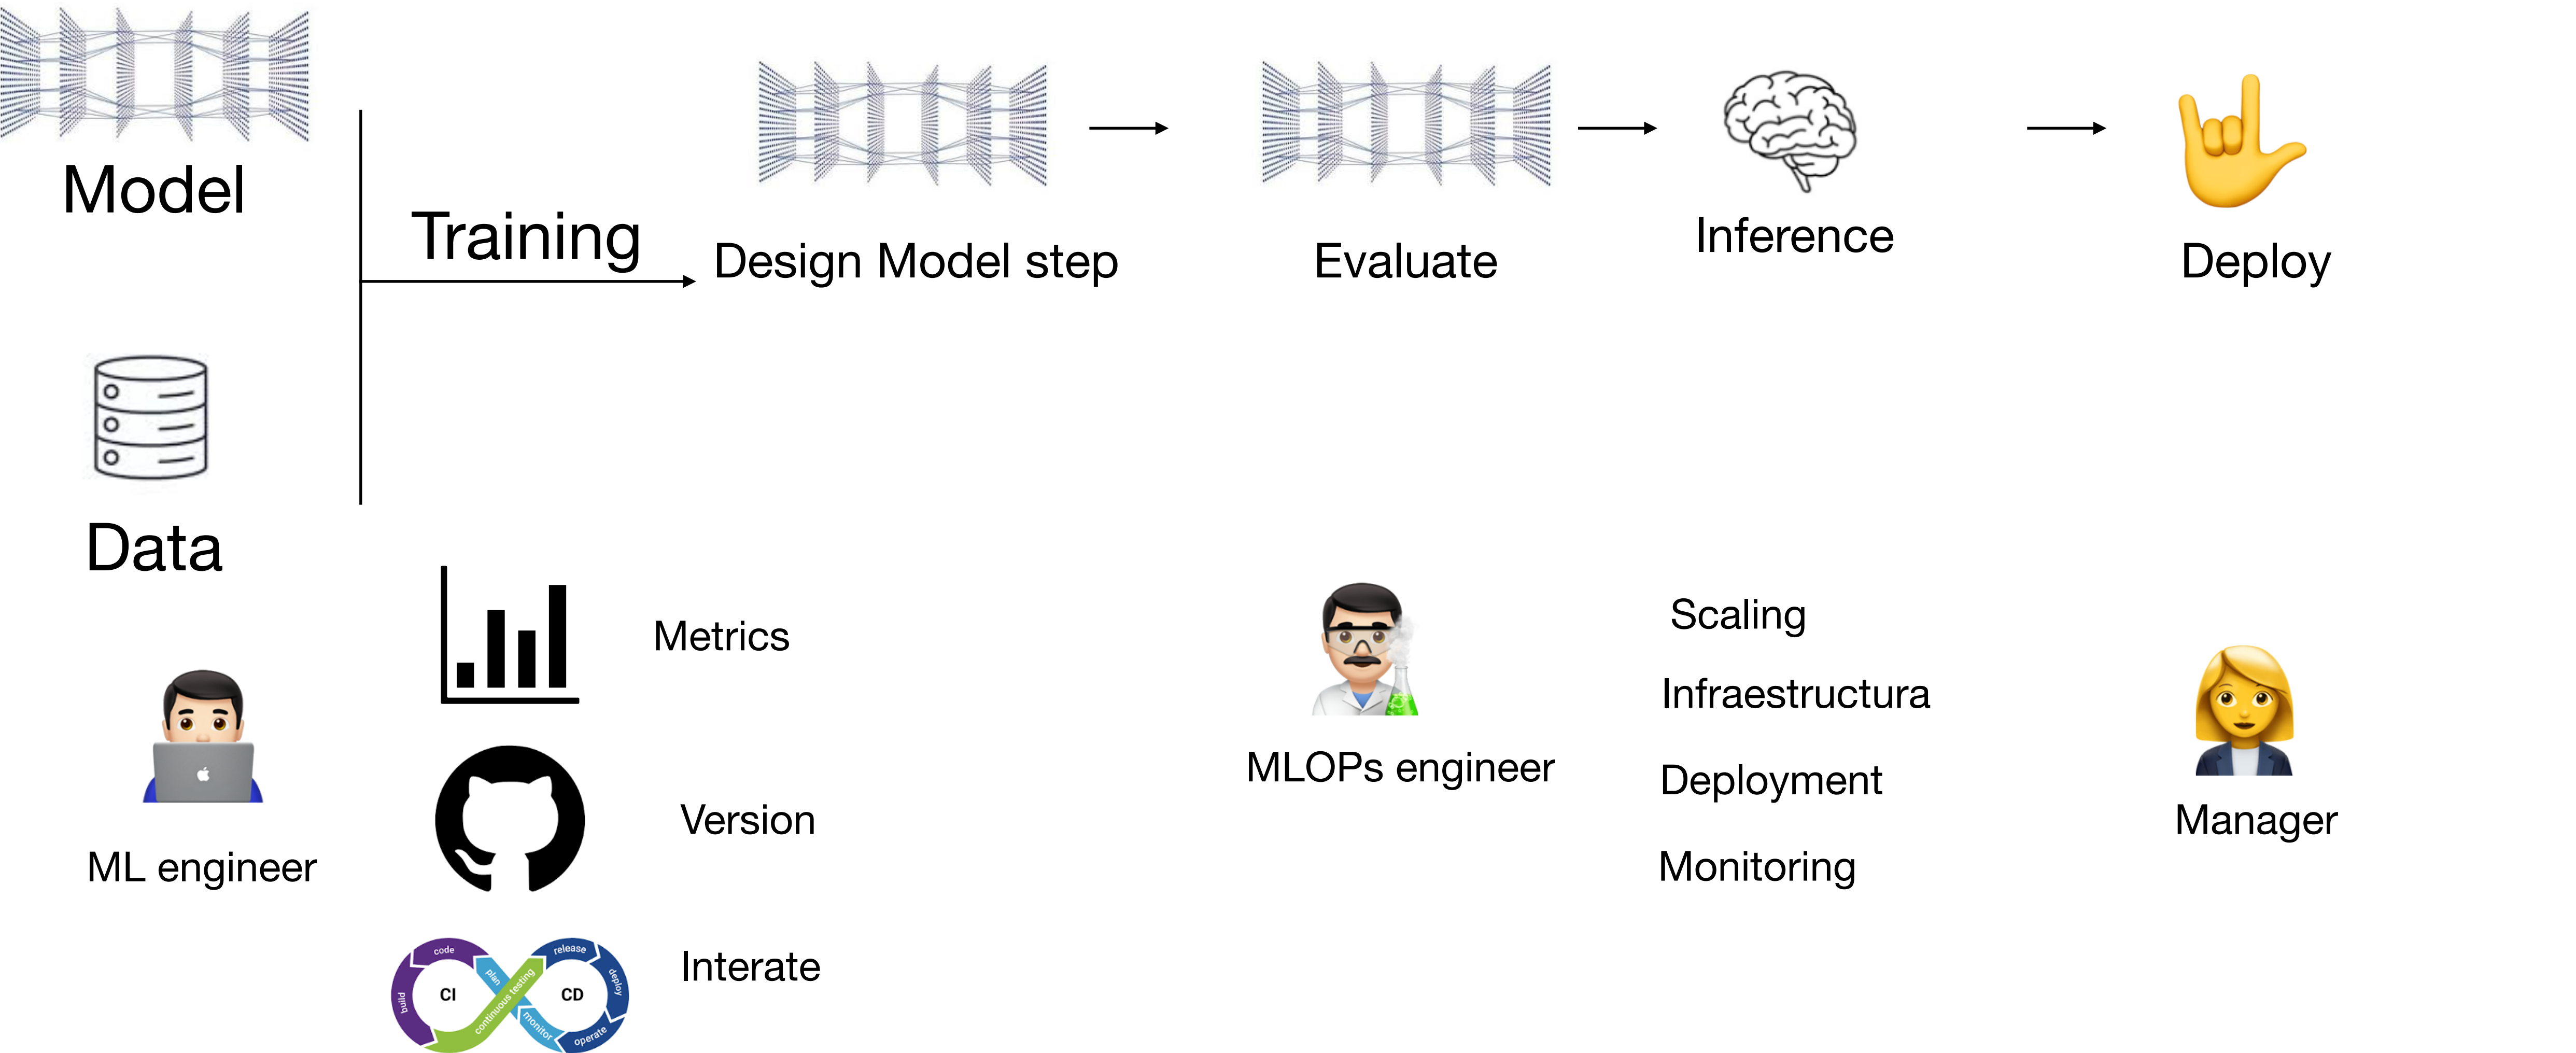 Model
Training
Design Model step
Evaluate
Inference
Deploy
Data
Metrics
Version
Interate
ML engineer
code
build
plan
continuous testing
monitor
release
deploy
operate
CI
CD
MLOPs engineer
Scaling
Infraestructura
Deployment
Monitoring
Manager